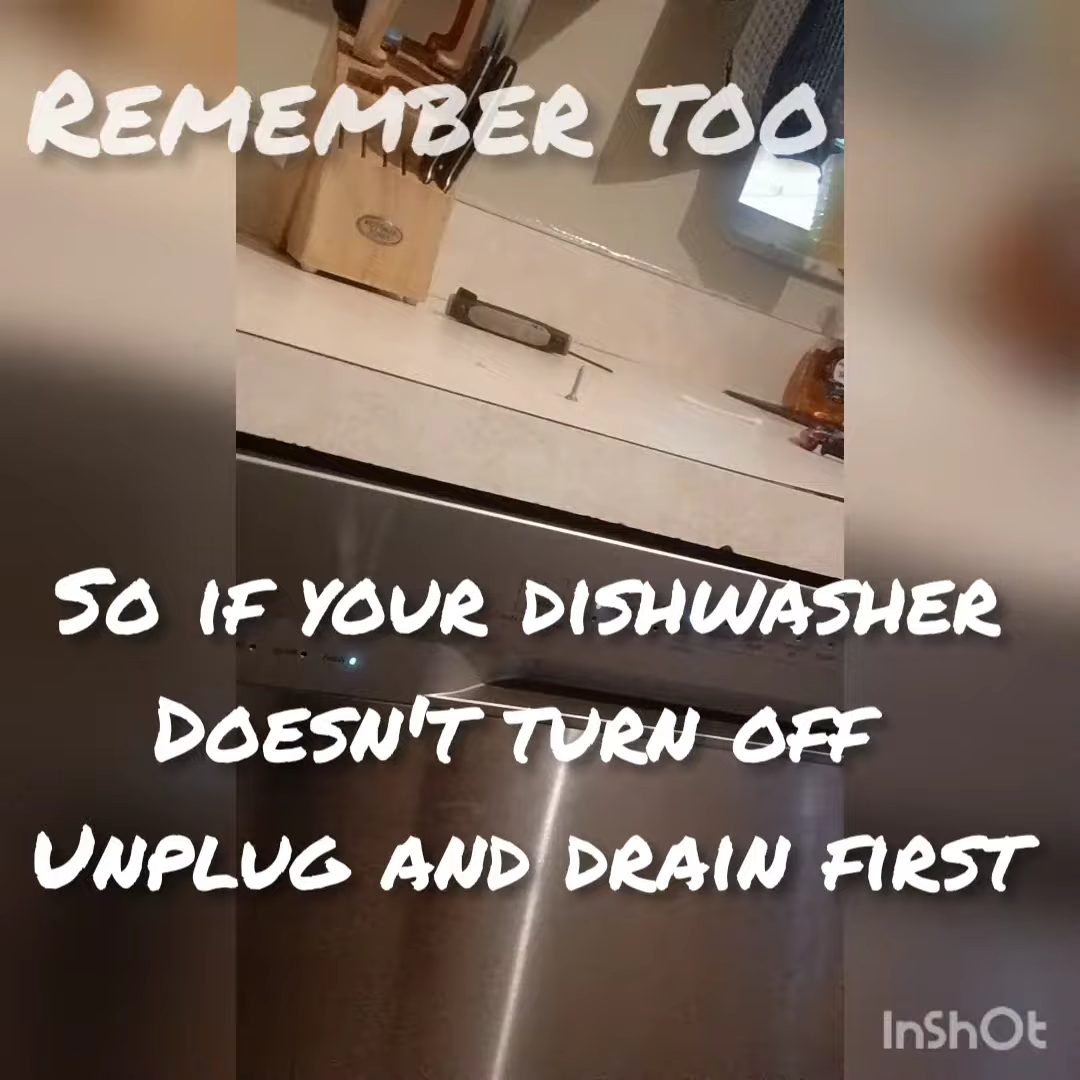 Remember too
So if your dishwasher
Doesn't turn off
Unplug and drain first
InShOt